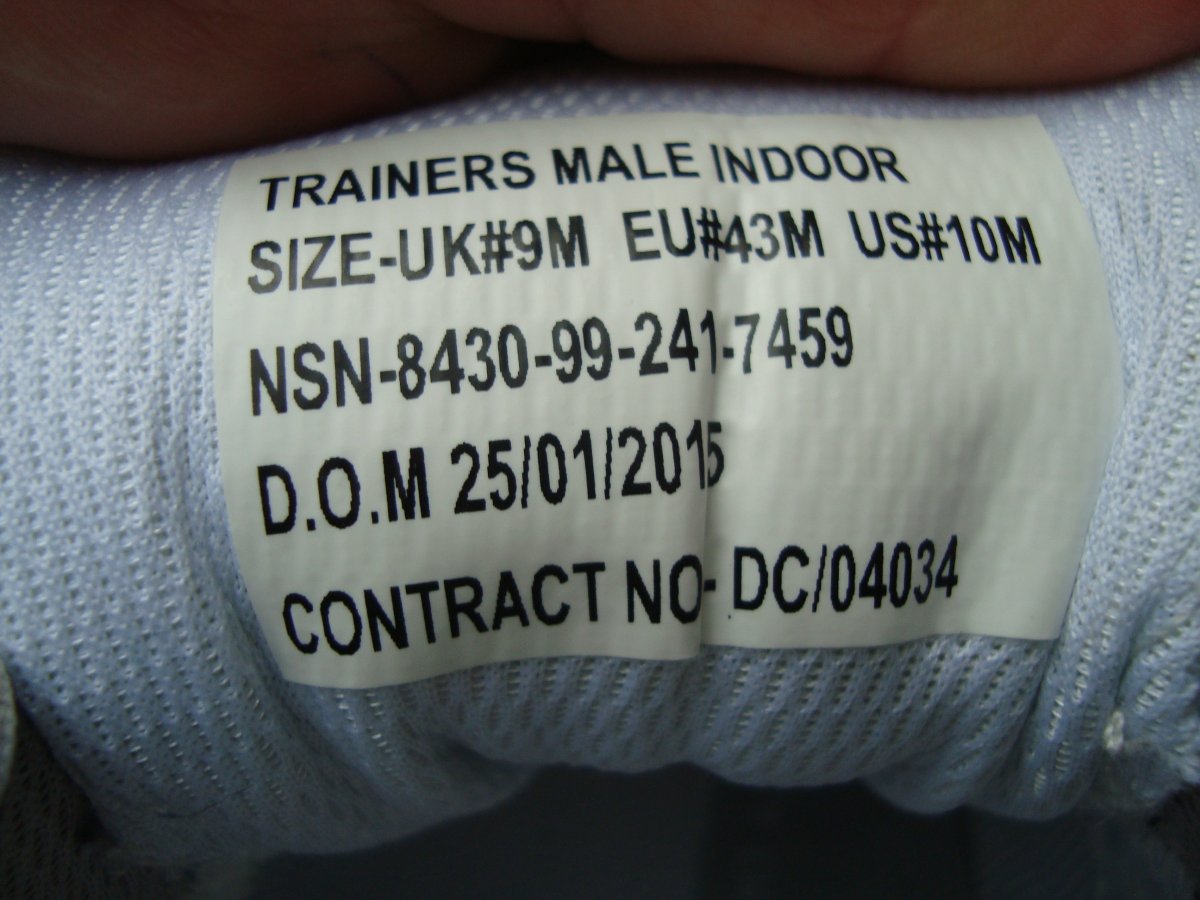 TRAINERS MALE INDOOR
SIZE-UK#9M EU#43M US#10M
NSN-8430-99-241-7459
D.O.M 25/01/2015
CONTRACT NO- DC/04034